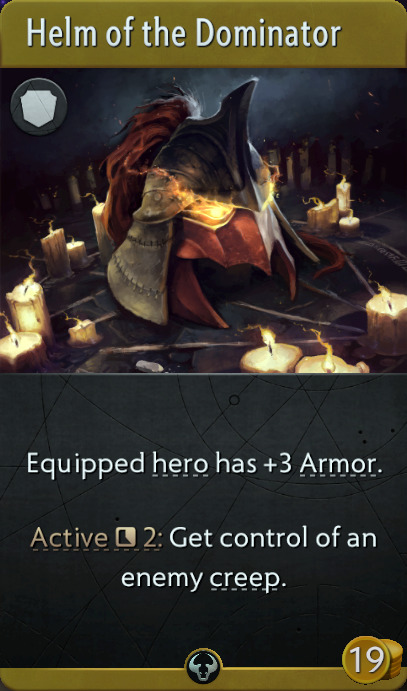 Helm of the Dominator
Equipped hero has +3 Armor.
Active 2: Get control of an
enemy creep.
19